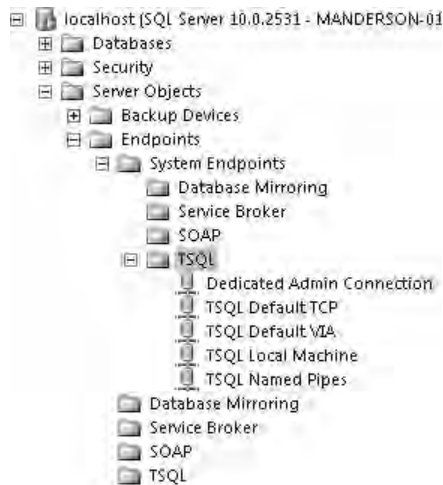 localhost (SQL Server 10.0.2531 - MANDERSON-01
Databases
Security
Server Objects
Backup Devices
Endpoints
System Endpoints
Database Mirroring
Service Broker
SOAP
TSQL
Dedicated Admin Connection
TSQL Default TCP
TSQL Default VIA
TSQL Local Machine
TSQL Named Pipes
Database Mirroring
Service Broker
SOAP
TSQL